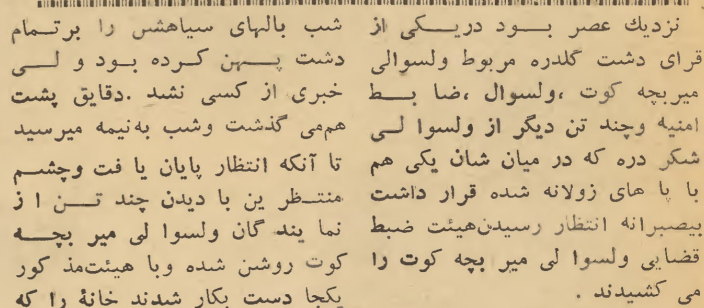 نزدیك عصر بود دریکی از
قرای دشت گلدره مربوط ولسوالی
میربچه کوت ،ولسوال ،ضا بط
امنیه وچند تن دیگر از ولسوا لی
شکر دره که در میان شان یکی هم
با پا های زولانه شده قرار داشت
بیصبرانه انتظار رسیدن‌هیئت ضبط
قضایی ولسوا لی میر بچه کوت را
می کشیدند .
شب بالهای سیاهش را برتمام
دشت پهن کرده بود و لی
خبری از کسی نشد .دقایق پشت
هم‌می گذشت وشب به‌نیمه میرسید
تا آنکه انتظار پایان یا فت وچشم
منتظر ین با دیدن چند تن ا ز
نما یند گان ولسوا لی میر بچه
کوت روشن شده وبا هیئت‌مذ کور
یکجا دست بکار شدند خانهٔ را که